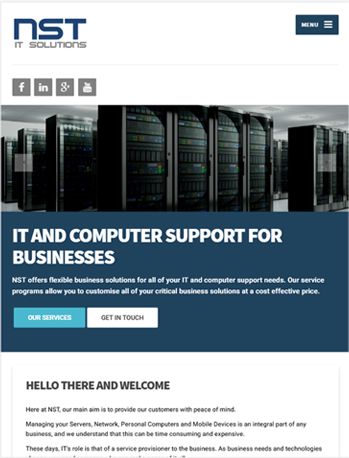 NST
IT SOLUTIONS
MENU
f in g+ You Tube
IT AND COMPUTER SUPPORT FOR
BUSINESSES
NST offers flexible business solutions for all of your IT and computer support needs. Our service
programs allow you to customise all of your critical business solutions at a cost effective price.
OUR SERVICES GET IN TOUCH
HELLO THERE AND WELCOME
Here at NST, our main aim is to provide our customers with peace of mind.
Managing your Servers, Network, Personal Computers and Mobile Devices is an integral part of any
business, and we understand that this can be time consuming and expensive.
These days, IT's role is that of a service provisioner to the business. As business needs and technologies